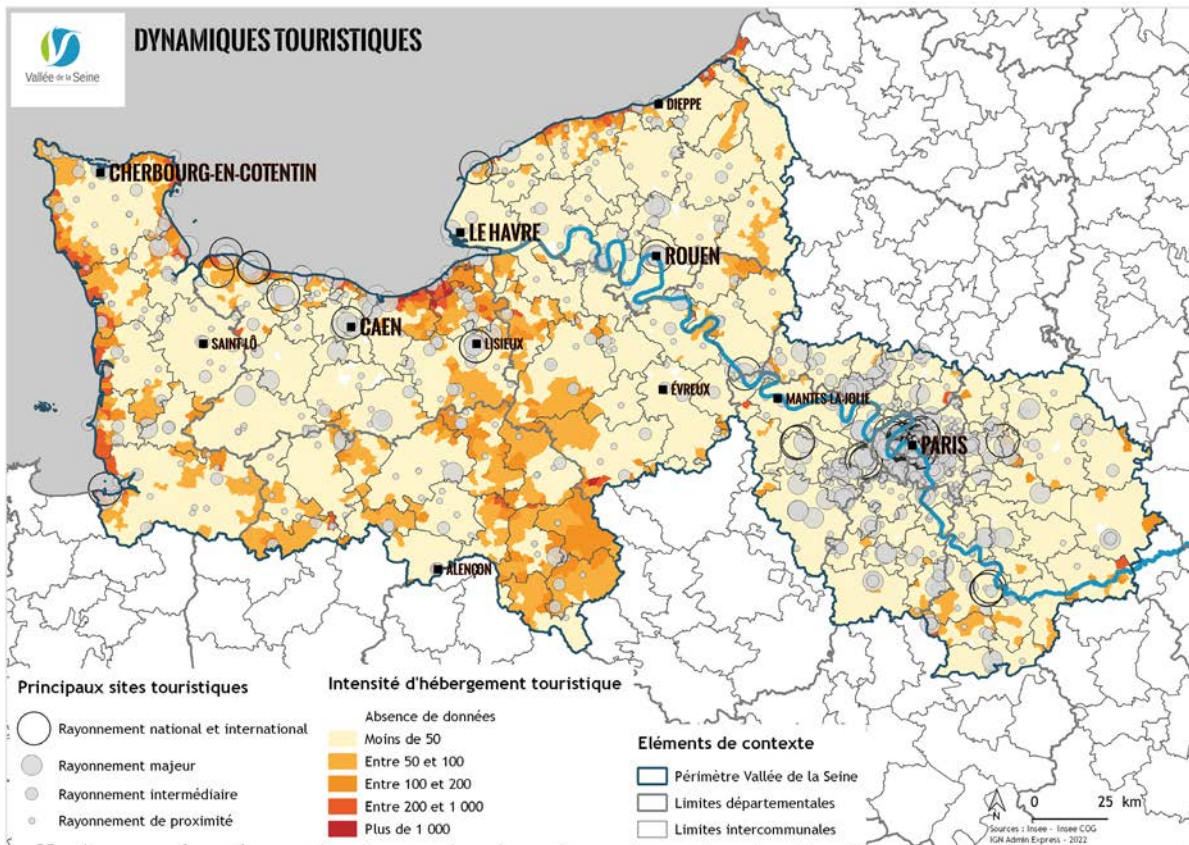 DYNAMIQUES TOURISTIQUES
Vallée de la Seine
DIEPPE
CHERBOURG-EN-COTENTIN
LE HAVRE
ROUEN
CAEN
SAINT-LÔ
LISIEUX
ÉVREUX
MANTES-LA-JOLIE
PARIS
ALENÇON
Principaux sites touristiques
Rayonnement national et international
Rayonnement majeur
Rayonnement intermédiaire
Rayonnement de proximité
Intensité d'hébergement touristique
Absence de données
Moins de 50
Entre 50 et 100
Entre 100 et 200
Entre 200 et 1 000
Plus de 1 000
Eléments de contexte
Périmètre Vallée de la Seine
Limites départementales
Limites intercommunales
N
0 25 km
Sources : Insee - Insee COG
IGN Admin Express - 2022